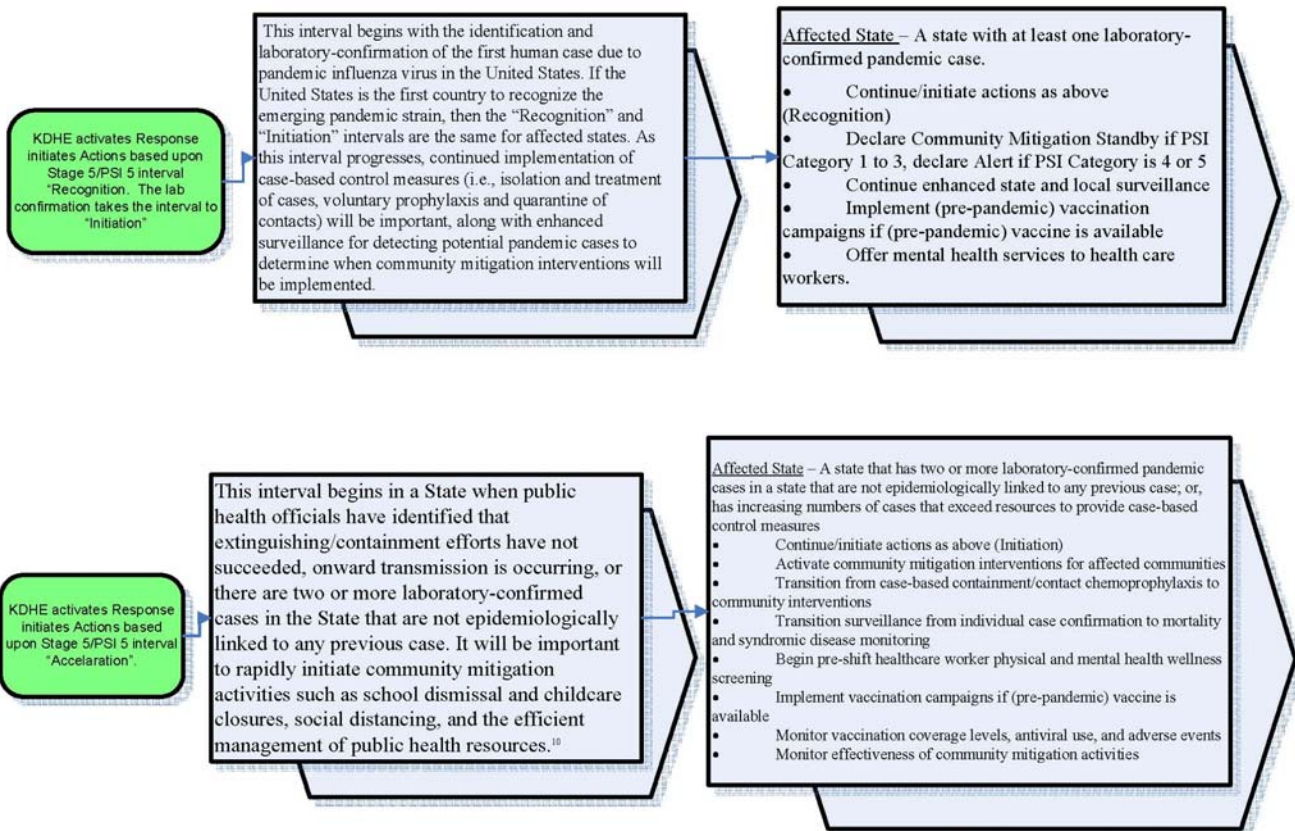 KDHE activates Response
initiates Actions based upon
Stage 5/PSI 5 interval
“Recognition. The lab
confirmation takes the interval to
“Initiation”
This interval begins with the identification and
laboratory-confirmation of the first human case due to
pandemic influenza virus in the United States. If the
United States is the first country to recognize the
emerging pandemic strain, then the “Recognition” and
“Initiation” intervals are the same for affected states. As
this interval progresses, continued implementation of
case-based control measures (i.e., isolation and treatment
of cases, voluntary prophylaxis and quarantine of
contacts) will be important, along with enhanced
surveillance for detecting potential pandemic cases to
determine when community mitigation interventions will
be implemented.
Affected State – A state with at least one laboratory-
confirmed pandemic case.
• Continue/initiate actions as above
(Recognition)
• Declare Community Mitigation Standby if PSI
Category 1 to 3, declare Alert if PSI Category is 4 or 5
• Continue enhanced state and local surveillance
• Implement (pre-pandemic) vaccination
campaigns if (pre-pandemic) vaccine is available
• Offer mental health services to health care
workers.
KDHE activates Response
initiates Actions based
upon Stage 5/PSI 5 interval
“Accelaration”.
This interval begins in a State when public
health officials have identified that
extinguishing/containment efforts have not
succeeded, onward transmission is occurring, or
there are two or more laboratory-confirmed
cases in the State that are not epidemiologically
linked to any previous case. It will be important
to rapidly initiate community mitigation
activities such as school dismissal and childcare
closures, social distancing, and the efficient
management of public health resources.¹⁰
Affected State – A state that has two or more laboratory-confirmed pandemic
cases in a state that are not epidemiologically linked to any previous case; or,
has increasing numbers of cases that exceed resources to provide case-based
control measures
• Continue/initiate actions as above (Initiation)
• Activate community mitigation interventions for affected communities
• Transition from case-based containment/contact chemoprophylaxis to
community interventions
• Transition surveillance from individual case confirmation to mortality
and syndromic disease monitoring
• Begin pre-shift healthcare worker physical and mental health wellness
screening
• Implement vaccination campaigns if (pre-pandemic) vaccine is
available
• Monitor vaccination coverage levels, antiviral use, and adverse events
• Monitor effectiveness of community mitigation activities